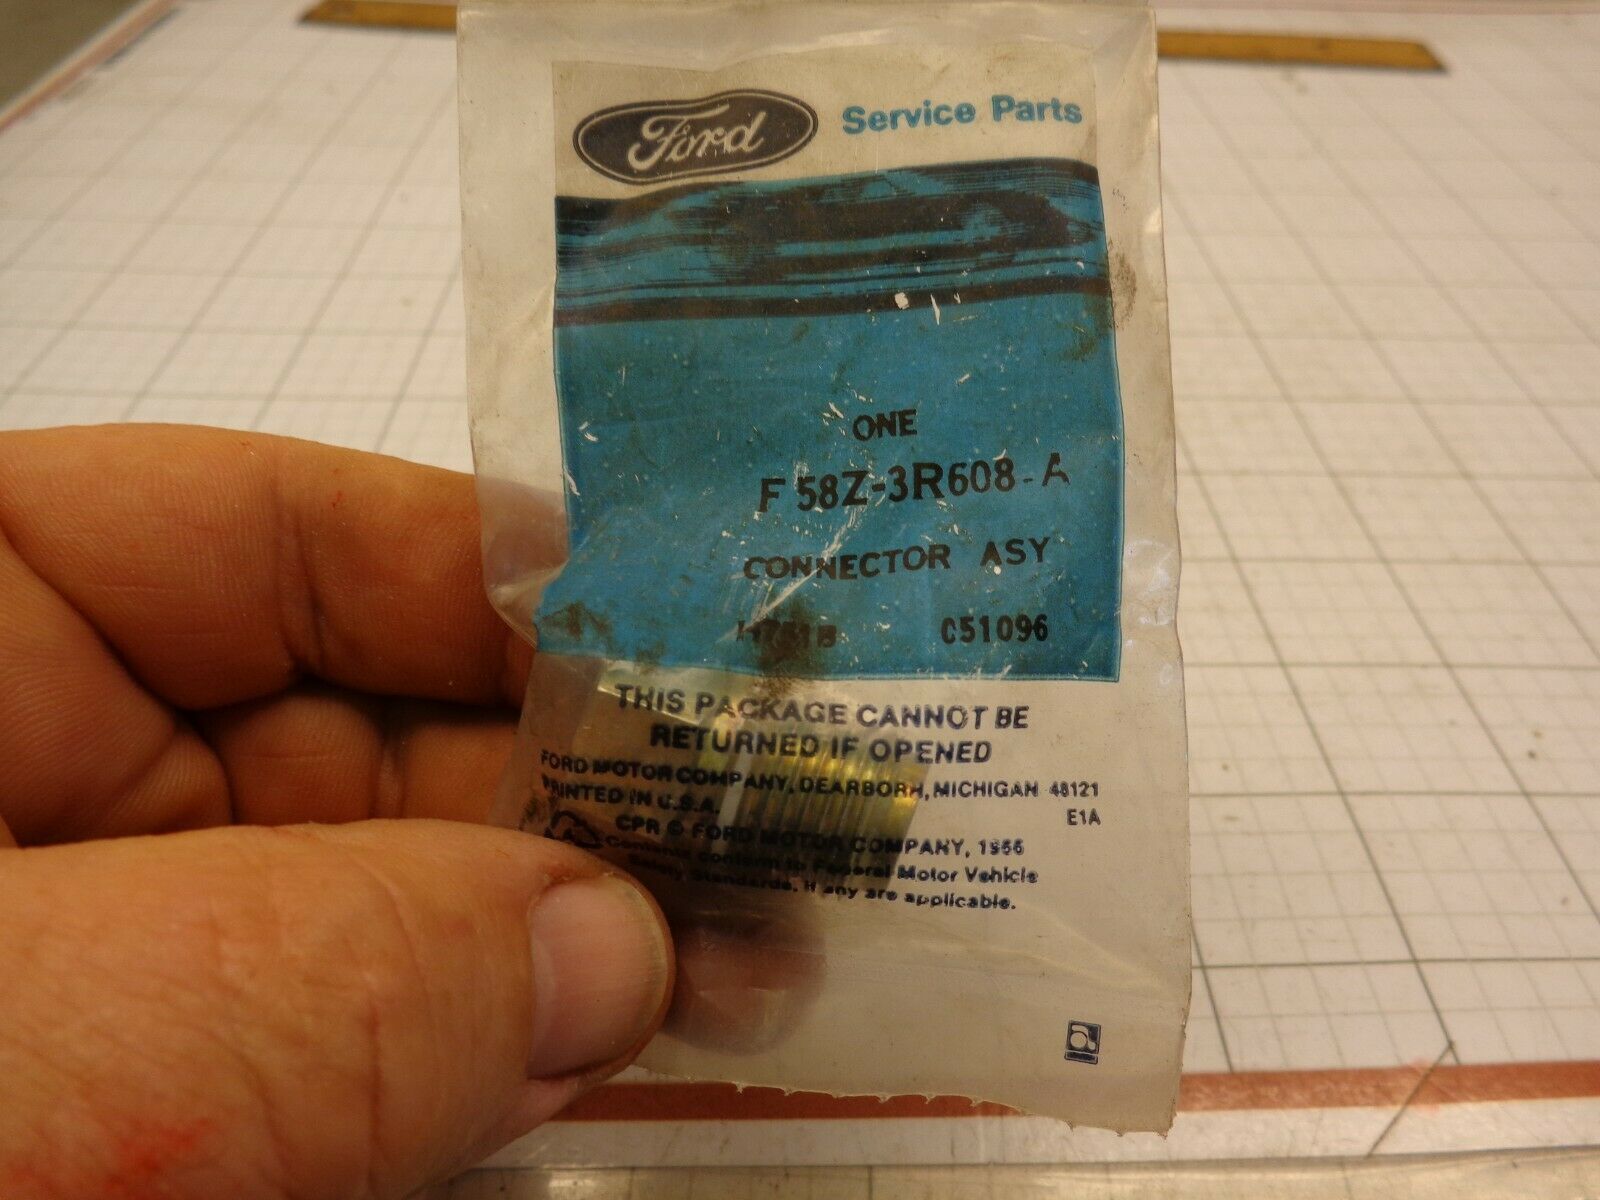 Ford Service Parts
ONE
F58Z-3R608-A
CONNECTOR ASY
C51096
THIS PACKAGE CANNOT BE
RETURNED IF OPENED
FORD MOTOR COMPANY, DEARBORN, MICHIGAN 48121
PRINTED IN U.S.A. E1A
CPR © FORD MOTOR COMPANY, 1966
Contents conform to Federal Motor Vehicle
Safety Standards, if any are applicable.